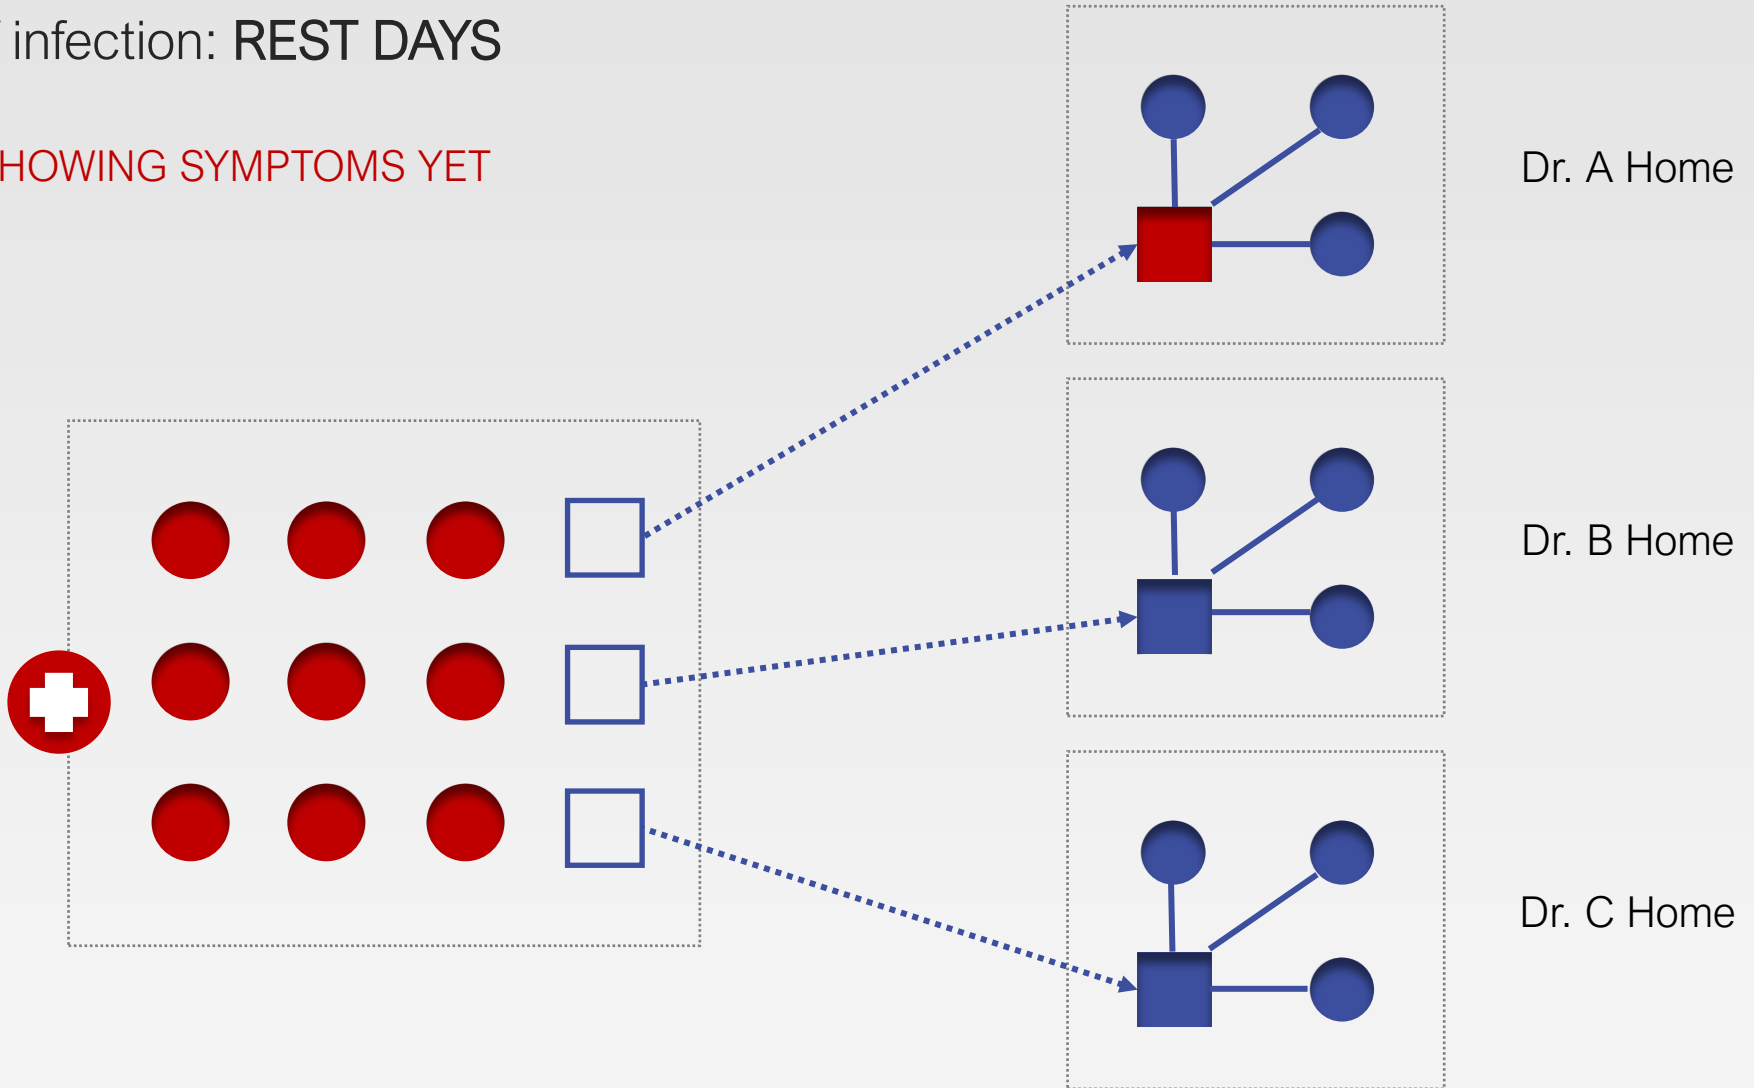 infection: REST DAYS
HOWING SYMPTOMS YET
Dr. A Home
Dr. B Home
Dr. C Home